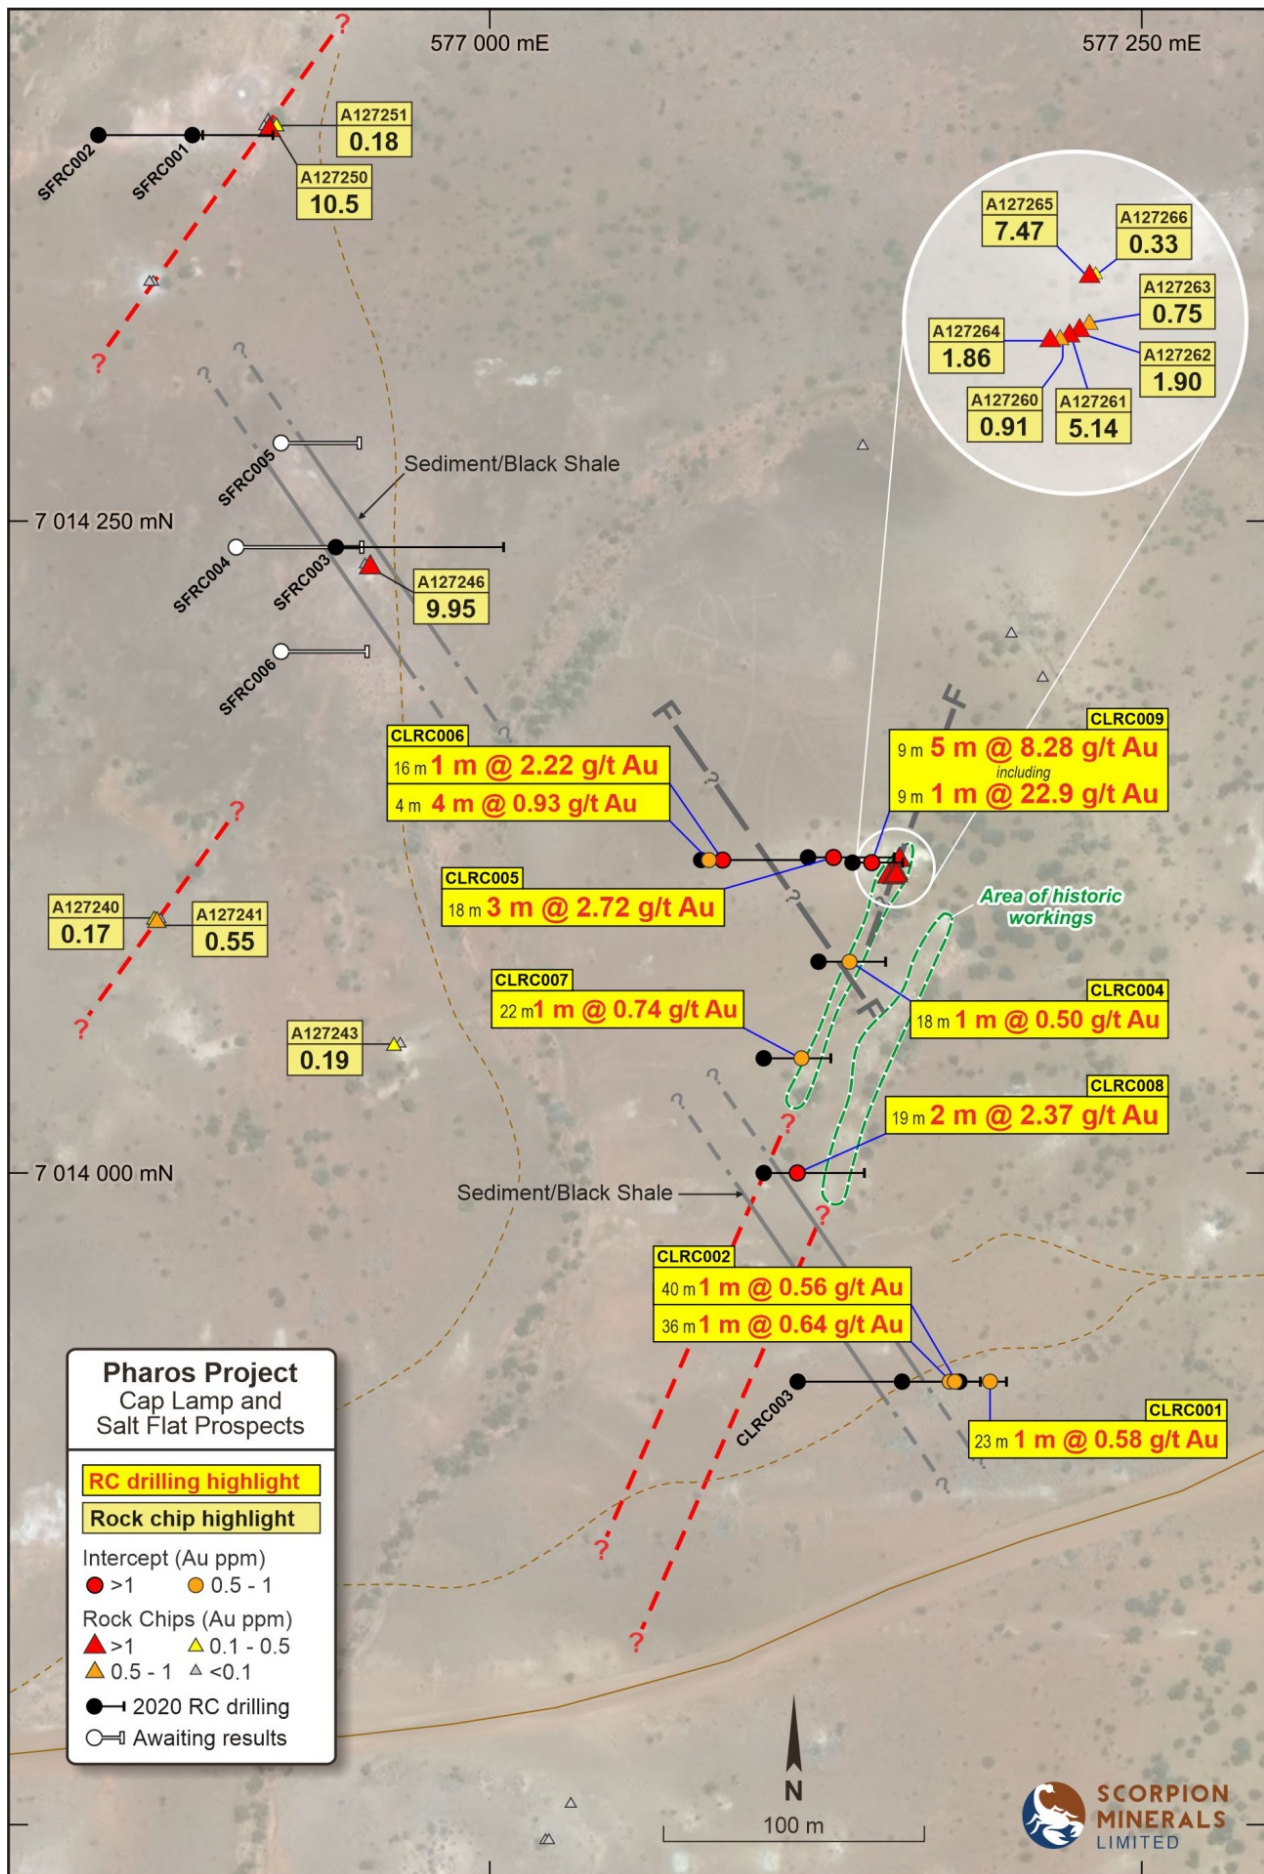 ?
577 000 mE
577 250 mE
A127251
0.18
SFRC002
SFRC001
A127250
10.5
A127265
7.47
A127266
0.33
A127263
0.75
A127264
1.86
A127262
1.90
A127260
0.91
A127261
5.14
?
?
?
SFRC005
Sediment/Black Shale
7 014 250 mN
SFRC004
SFRC003
A127246
9.95
SFRC006
?
F
F
CLRC006
16 m 1 m @ 2.22 g/t Au
4 m 4 m @ 0.93 g/t Au
CLRC009
9 m 5 m @ 8.28 g/t Au
including
9 m 1 m @ 22.9 g/t Au
?
?
?
CLRC005
18 m 3 m @ 2.72 g/t Au
?
Area of historic
workings
A127240
0.17
A127241
0.55
CLRC007
22 m 1 m @ 0.74 g/t Au
F
CLRC004
18 m 1 m @ 0.50 g/t Au
?
A127243
0.19
?
?
CLRC008
19 m 2 m @ 2.37 g/t Au
?
7 014 000 mN
Sediment/Black Shale
?
CLRC002
40 m 1 m @ 0.56 g/t Au
36 m 1 m @ 0.64 g/t Au
CLRC003
CLRC001
23 m 1 m @ 0.58 g/t Au
?
?
?
?
Pharos Project
Cap Lamp and
Salt Flat Prospects
RC drilling highlight
Rock chip highlight
Intercept (Au ppm)
>1 0.5 - 1
Rock Chips (Au ppm)
>1 0.1 - 0.5
0.5 - 1 <0.1
2020 RC drilling
Awaiting results
N
100 m
SCORPION
MINERALS
LIMITED